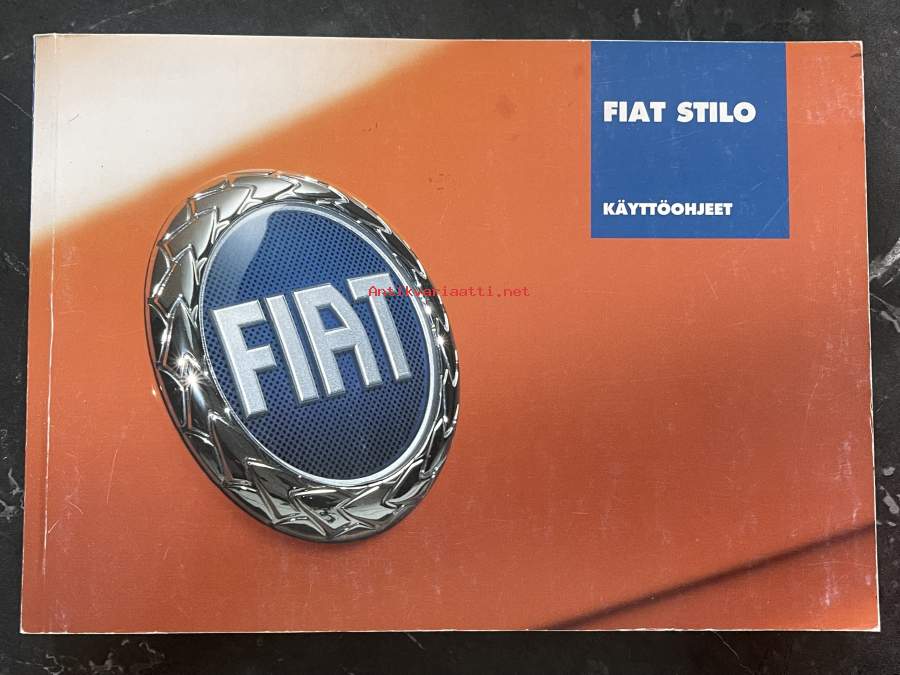 FIAT STILO
KÄYTTÖOHJEET
Antikvariaatti.net
FIAT